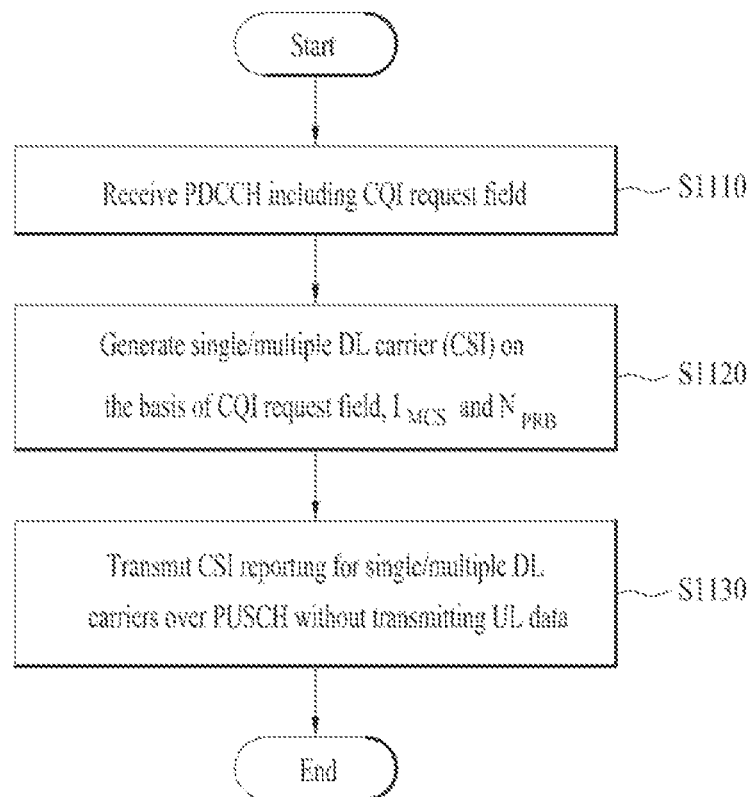 Start
Receive PDCCH including CQI request field
S1110
Generate single/multiple DL carrier (CSI) on
the basis of CQI request field, I MCS and N PRB
S1120
Transmit CSI reporting for single/multiple DL
carriers over PUSCH without transmitting UL data
S1130
End